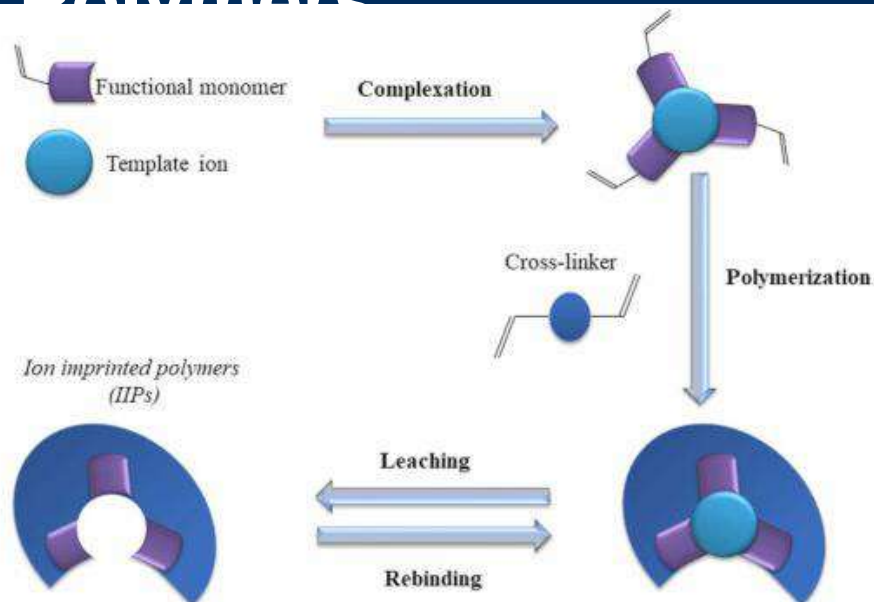 Functional monomer
Complexation
Template ion
Cross-linker
Polymerization
Ion imprinted polymers
(IIPs)
Leaching
Rebinding